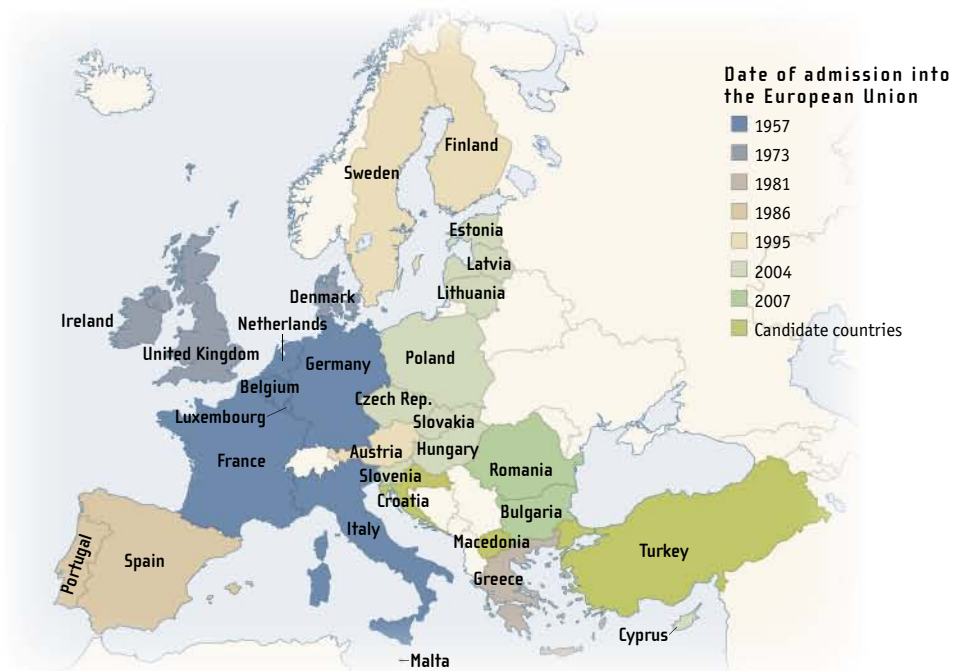 Date of admission into
the European Union
1957
1973
1981
1986
1995
2004
2007
Candidate countries
Finland
Sweden
Estonia
Latvia
Lithuania
Denmark
Ireland
Netherlands
United Kingdom
Germany
Poland
Belgium
Czech Rep.
Luxembourg
Slovakia
Austria
Hungary
France
Romania
Slovenia
Croatia
Bulgaria
Italy
Macedonia
Turkey
Portugal
Spain
Greece
Cyprus
Malta